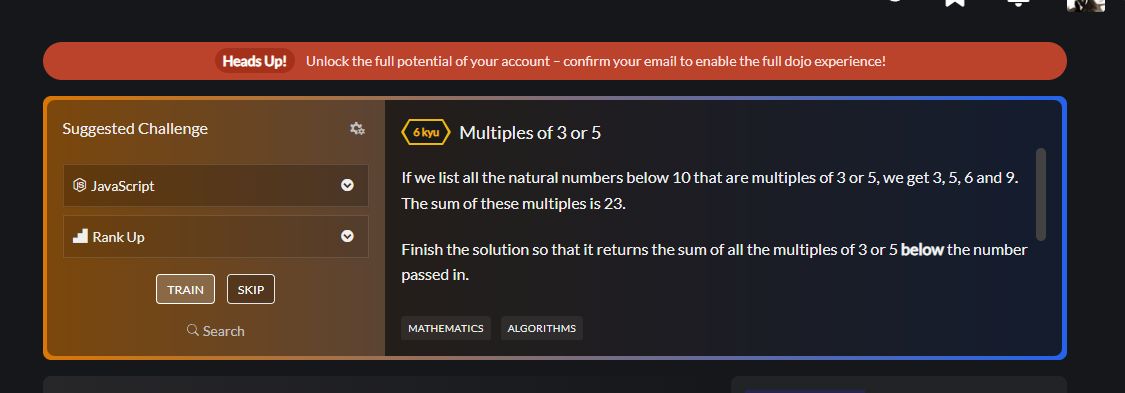 Heads Up! Unlock the full potential of your account – confirm your email to enable the full dojo experience!
Suggested Challenge
JavaScript
Rank Up
TRAIN SKIP
Search
6 kyu Multiples of 3 or 5
If we list all the natural numbers below 10 that are multiples of 3 or 5, we get 3, 5, 6 and 9.
The sum of these multiples is 23.
Finish the solution so that it returns the sum of all the multiples of 3 or 5 below the number
passed in.
MATHEMATICS ALGORITHMS